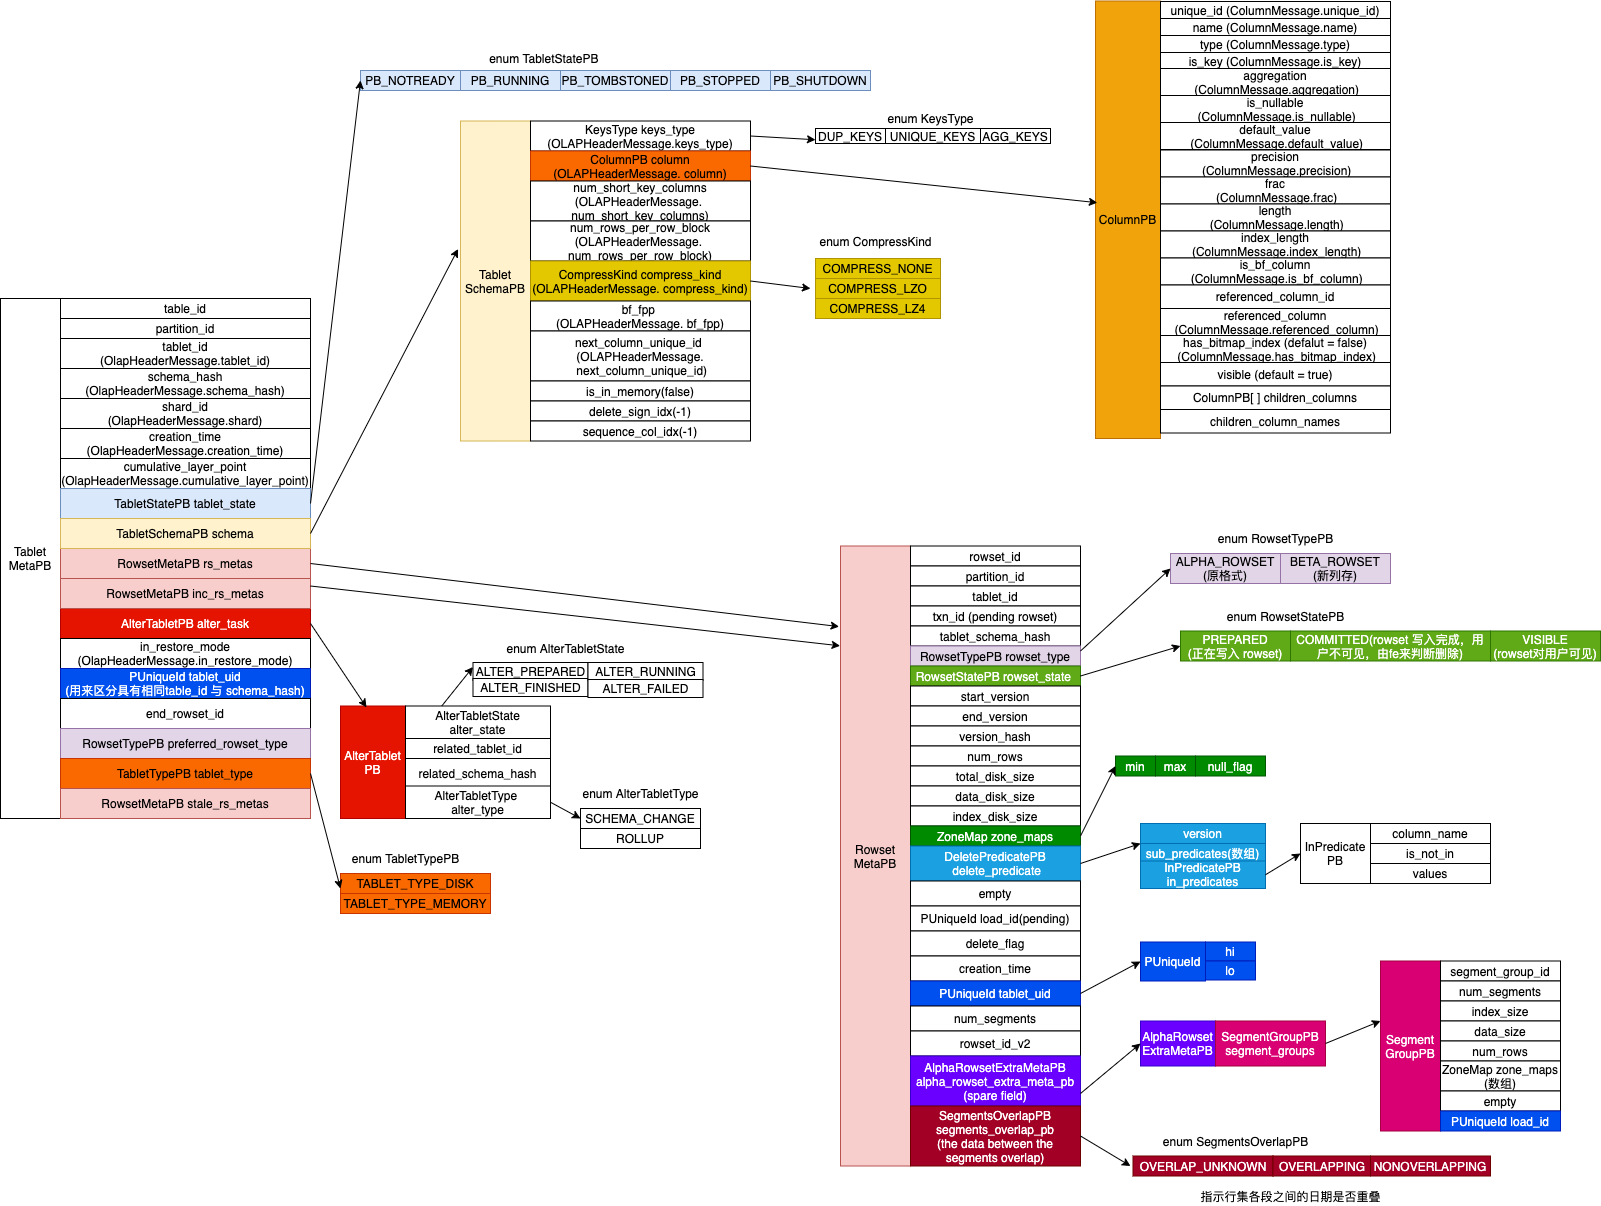 enum TabletStatePB
PB_NOTREADY
PB_RUNNING
PB_TOMBSTONED
PB_STOPPED
PB_SHUTDOWN
Tablet
SchemaPB
KeysType keys_type
(OLAPHeaderMessage.keys_type)
ColumnPB column
(OLAPHeaderMessage. column)
num_short_key_columns
(OLAPHeaderMessage.
num_short_key_columns)
num_rows_per_row_block
(OLAPHeaderMessage.
num_rows_per_row_block)
CompressKind compress_kind
(OLAPHeaderMessage. compress_kind)
bf_fpp
(OLAPHeaderMessage. bf_fpp)
next_column_unique_id
(OLAPHeaderMessage.
next_column_unique_id)
is_in_memory(false)
delete_sign_idx(-1)
sequence_col_idx(-1)
enum KeysType
DUP_KEYS
UNIQUE_KEYS
AGG_KEYS
enum CompressKind
COMPRESS_NONE
COMPRESS_LZO
COMPRESS_LZ4
ColumnPB
unique_id (ColumnMessage.unique_id)
name (ColumnMessage.name)
type (ColumnMessage.type)
is_key (ColumnMessage.is_key)
aggregation
(ColumnMessage.aggregation)
is_nullable
(ColumnMessage.is_nullable)
default_value
(ColumnMessage.default_value)
precision
(ColumnMessage.precision)
frac
(ColumnMessage.frac)
length
(ColumnMessage.length)
index_length
(ColumnMessage.index_length)
is_bf_column
(ColumnMessage.is_bf_column)
referenced_column_id
referenced_column
(ColumnMessage.referenced_column)
has_bitmap_index (defalut = false)
(ColumnMessage.has_bitmap_index)
visible (default = true)
ColumnPB[ ] children_columns
children_column_names
Tablet
MetaPB
table_id
partition_id
tablet_id
(OlapHeaderMessage.tablet_id)
schema_hash
(OlapHeaderMessage.schema_hash)
shard_id
(OlapHeaderMessage.shard)
creation_time
(OlapHeaderMessage.creation_time)
cumulative_layer_point
(OlapHeaderMessage.cumulative_layer_point)
TabletStatePB tablet_state
TabletSchemaPB schema
RowsetMetaPB rs_metas
RowsetMetaPB inc_rs_metas
AlterTabletPB alter_task
in_restore_mode
(OlapHeaderMessage.in_restore_mode)
PUniqueId tablet_uid
(用来区分具有相同table_id 与 schema_hash)
end_rowset_id
RowsetTypePB preferred_rowset_type
TabletTypePB tablet_type
RowsetMetaPB stale_rs_metas
enum AlterTabletState
ALTER_PREPARED
ALTER_RUNNING
ALTER_FINISHED
ALTER_FAILED
AlterTablet
PB
AlterTabletState
alter_state
related_tablet_id
related_schema_hash
AlterTabletType
alter_type
enum AlterTabletType
SCHEMA_CHANGE
ROLLUP
enum TabletTypePB
TABLET_TYPE_DISK
TABLET_TYPE_MEMORY
Rowset
MetaPB
rowset_id
partition_id
tablet_id
txn_id (pending rowset)
tablet_schema_hash
RowsetTypePB rowset_type
RowsetStatePB rowset_state
start_version
end_version
version_hash
num_rows
total_disk_size
data_disk_size
index_disk_size
ZoneMap zone_maps
DeletePredicatePB
delete_predicate
empty
PUniqueId load_id(pending)
delete_flag
creation_time
PUniqueId tablet_uid
num_segments
rowset_id_v2
AlphaRowsetExtraMetaPB
alpha_rowset_extra_meta_pb
(spare field)
SegmentsOverlapPB
segments_overlap_pb
(the data between the
segments overlap)
enum RowsetTypePB
ALPHA_ROWSET
(原格式)
BETA_ROWSET
(新列存)
enum RowsetStatePB
PREPARED
(正在写入 rowset)
COMMITTED(rowset 写入完成，用
户不可见，由fe来判断删除)
VISIBLE
(rowset对用户可见)
min
max
null_flag
version
sub_predicates(数组)
InPredicatePB
in_predicates
InPredicate
PB
column_name
is_not_in
values
PUniqueId
hi
lo
AlphaRowset
ExtraMetaPB
SegmentGroupPB
segment_groups
Segment
GroupPB
segment_group_id
num_segments
index_size
data_size
num_rows
ZoneMap zone_maps
(数组)
empty
PUniqueId load_id
enum SegmentsOverlapPB
OVERLAP_UNKNOWN
OVERLAPPING
NONOVERLAPPING
指示行集各段之间的日期是否重叠